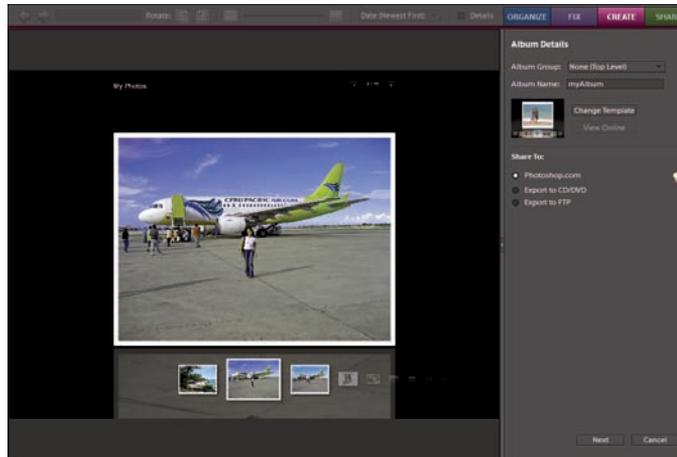 Rotate:
Date (Newest First)
Details
ORGANIZE
FIX
CREATE
SHAR
Album Details
Album Group:
None (Top Level)
Album Name:
myAlbum
Change Template
View Online
Share To:
Photoshop.com
Export to CD/DVD
Export to FTP
My Photos
CEBU PACIFIC AIR.COM
Next
Cancel